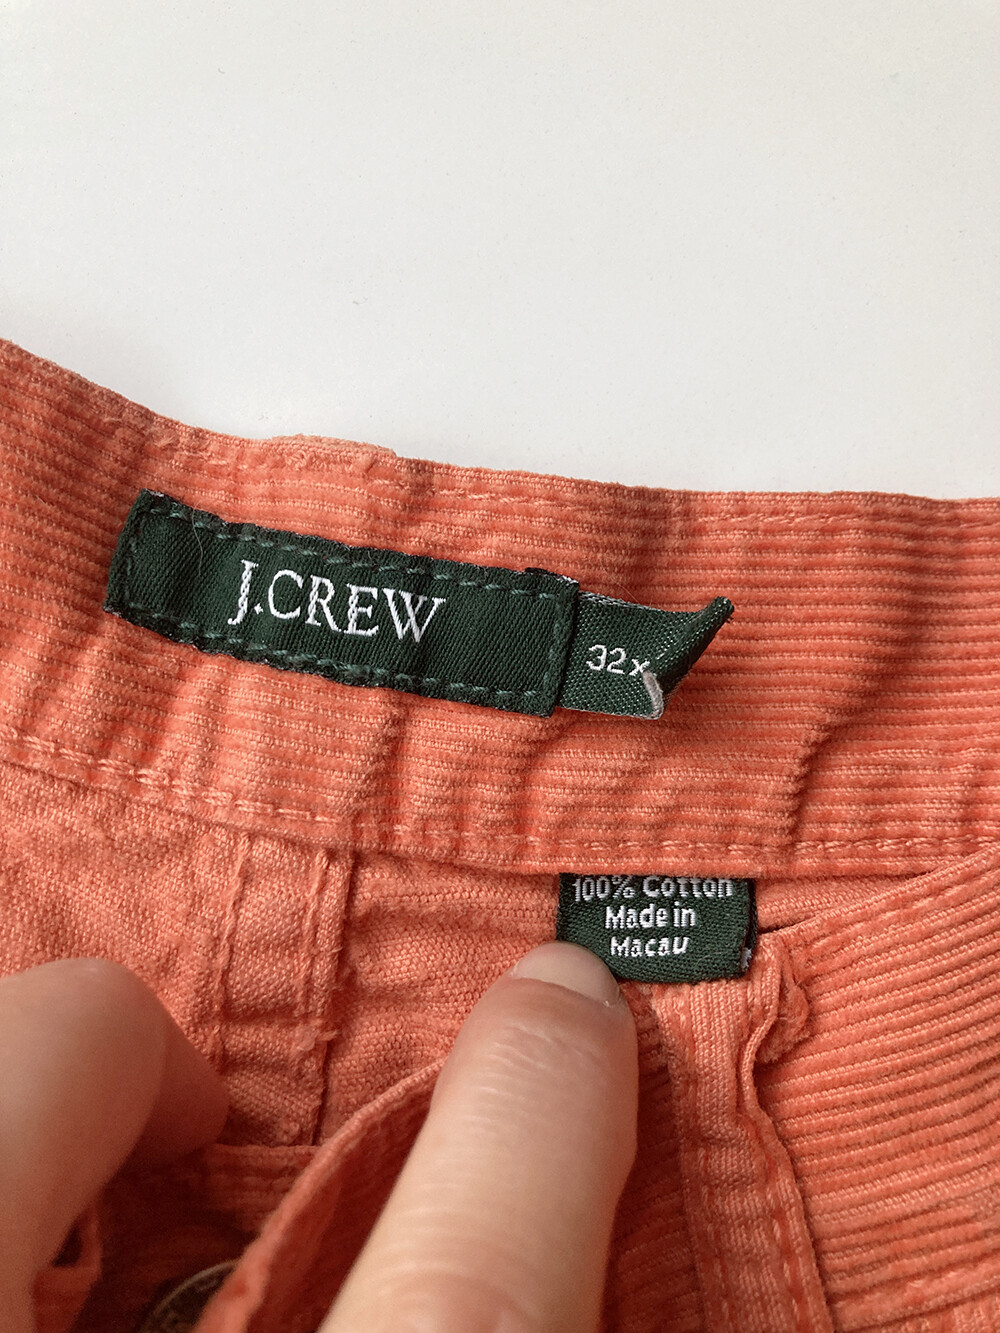 J.CREW
32x
100% Cotton
Made in
Macau